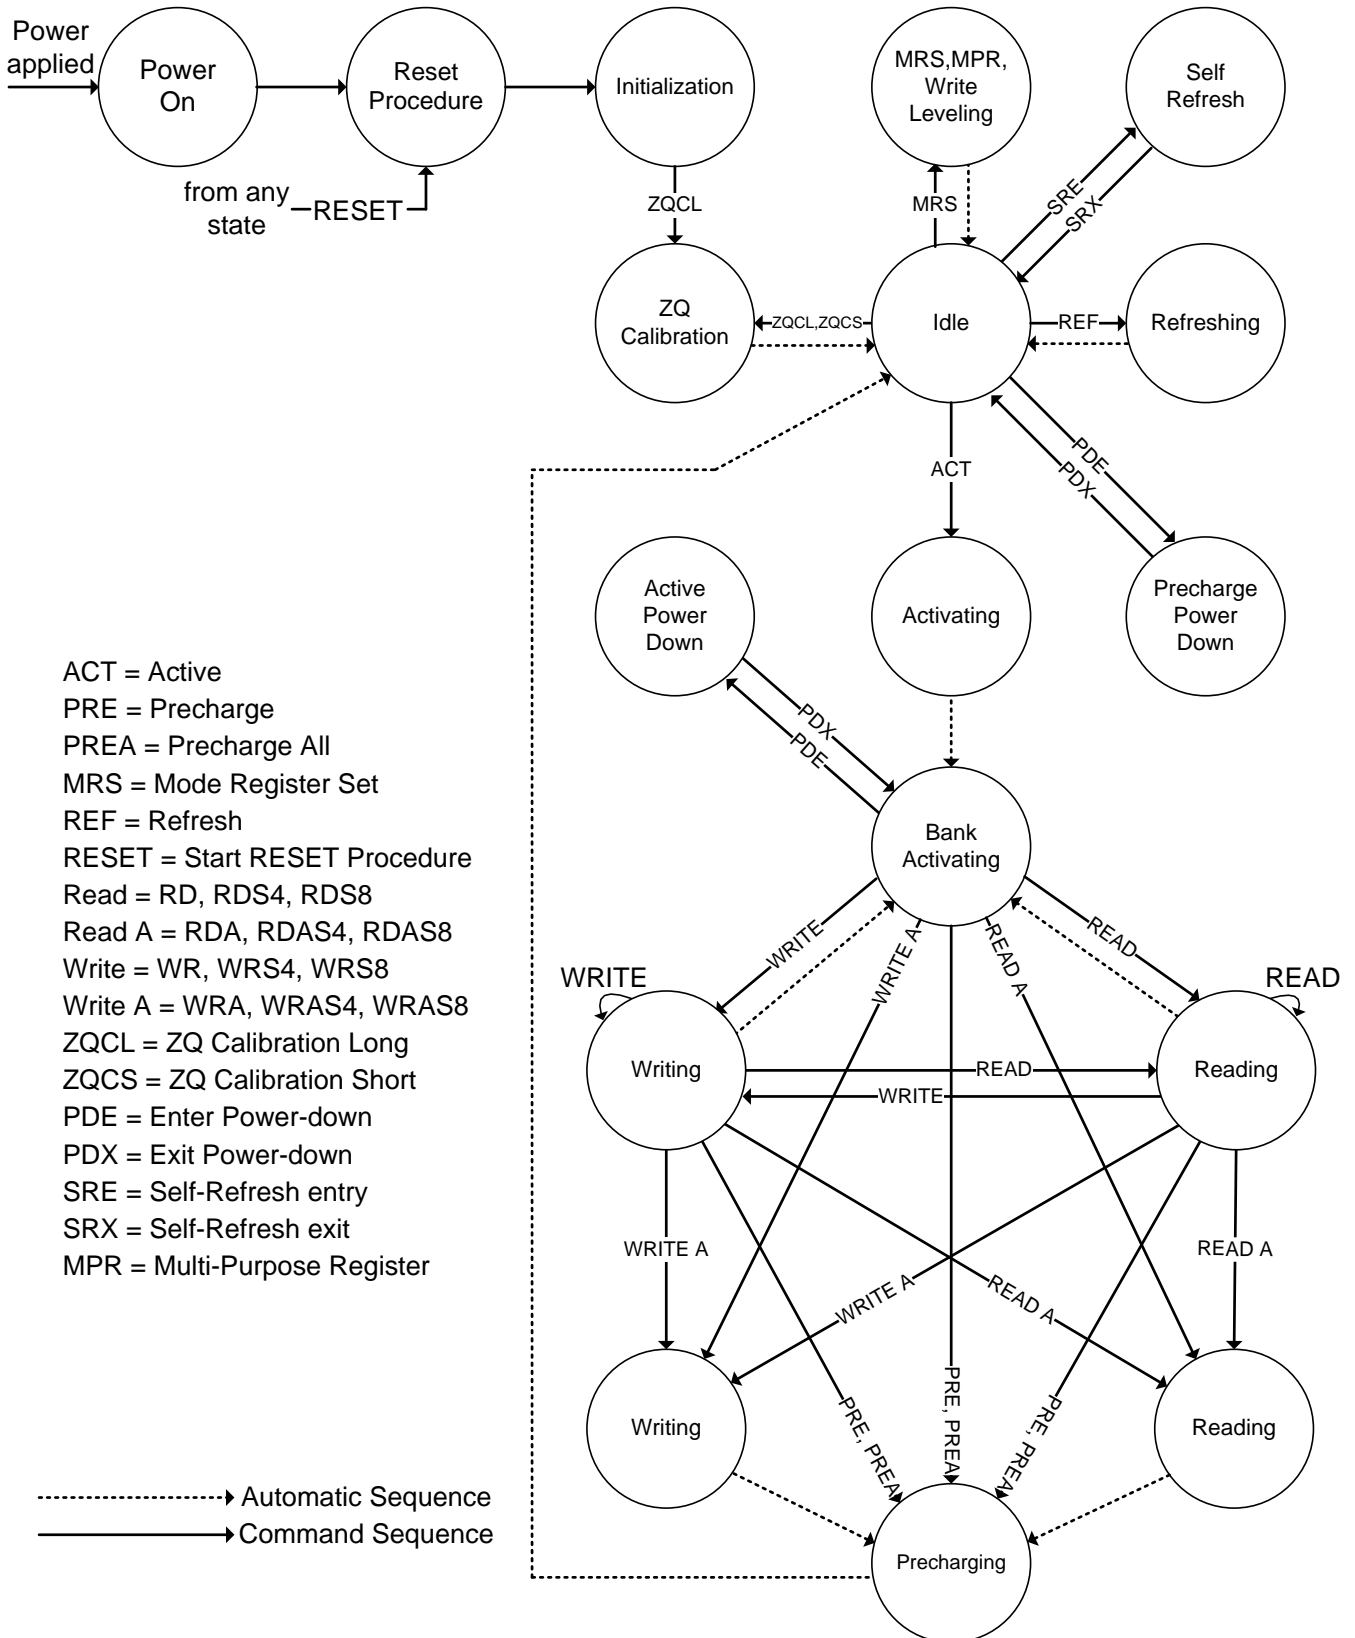 Power
applied
Power
On
Reset
Procedure
Initialization
MRS,MPR,
Write
Leveling
Self
Refresh
from any
state
RESET
ZQCL
MRS
SRE
SRX
ZQ
Calibration
ZQCL,ZQCS
Idle
REF
Refreshing
ACT
PDE
PDX
Active
Power
Down
Activating
Precharge
Power
Down
PDX
PDE
ACT = Active
PRE = Precharge
PREA = Precharge All
MRS = Mode Register Set
REF = Refresh
RESET = Start RESET Procedure
Read = RD, RDS4, RDS8
Read A = RDA, RDAS4, RDAS8
Write = WR, WRS4, WRS8
Write A = WRA, WRAS4, WRAS8
ZQCL = ZQ Calibration Long
ZQCS = ZQ Calibration Short
PDE = Enter Power-down
PDX = Exit Power-down
SRE = Self-Refresh entry
SRX = Self-Refresh exit
MPR = Multi-Purpose Register
Bank
Activating
WRITE
WRITE A
READ A
READ
WRITE
READ
Writing
READ
WRITE
Reading
WRITE A
READ A
WRITE A
READ A
PRE, PREA
PRE, PREA
PRE, PREA
Writing
Reading
Precharging
Automatic Sequence
Command Sequence